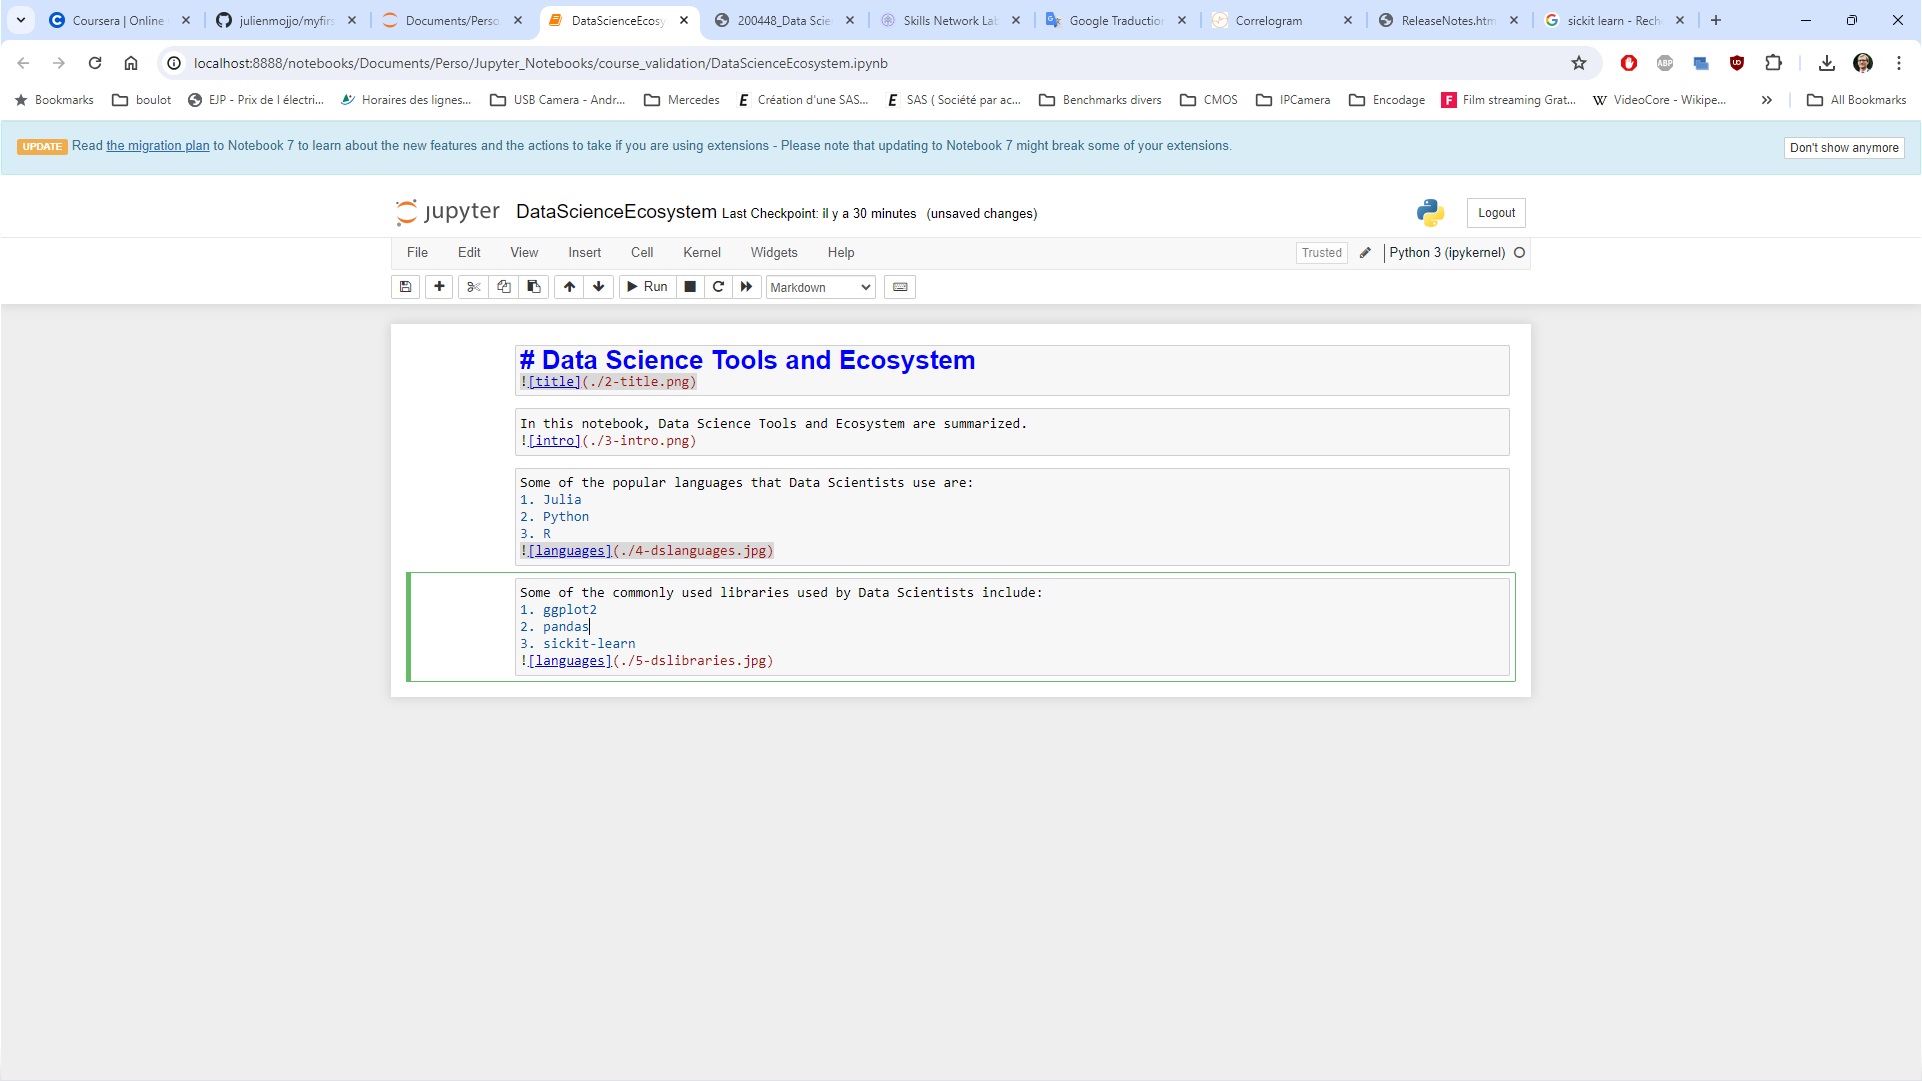 Coursera | Online
julienmojjo/myfirs
Documents/Perso
DataScienceEcosy
200448_Data Scie
Skills Network Lab
Google Traduction
Correlogram
ReleaseNotes.htm
sickit learn - Rech
localhost:8888/notebooks/Documents/Perso/Jupyter_Notebooks/course_validation/DataScienceEcosystem.ipynb
ABP
Bookmarks
boulot
EJP - Prix de l électri...
Horaires des lignes...
USB Camera - Andr...
Mercedes
Création d'une SAS...
SAS ( Société par ac...
Benchmarks divers
CMOS
IPCamera
Encodage
Film streaming Grat...
VideoCore - Wikipe...
All Bookmarks
UPDATE Read the migration plan to Notebook 7 to learn about the new features and the actions to take if you are using extensions - Please note that updating to Notebook 7 might break some of your extensions.
Don't show anymore
jupyter DataScienceEcosystem Last Checkpoint: il y a 30 minutes (unsaved changes)
Logout
File Edit View Insert Cell Kernel Widgets Help
Trusted
Python 3 (ipykernel)
Run
Markdown
# Data Science Tools and Ecosystem
![title](./2-title.png)
In this notebook, Data Science Tools and Ecosystem are summarized.
![intro](./3-intro.png)
Some of the popular languages that Data Scientists use are:
1. Julia
2. Python
3. R
![languages](./4-dslanguages.jpg)
Some of the commonly used libraries used by Data Scientists include:
1. ggplot2
2. pandas
3. sickit-learn
![languages](./5-dslibraries.jpg)